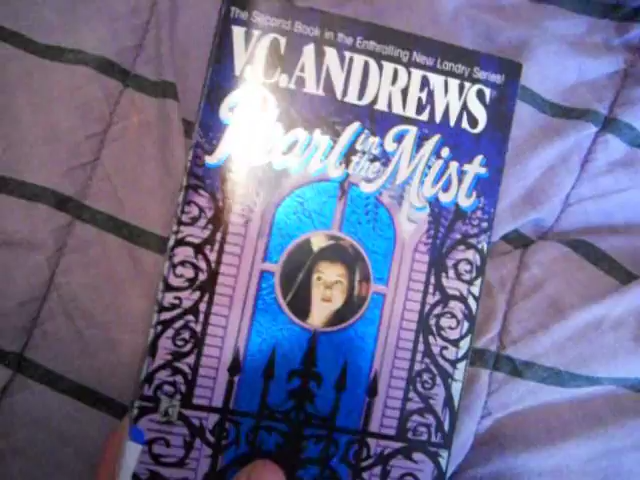 The Second Book in the Enthralling New Landry Series!
V.C. ANDREWS®
Pearl in the Mist